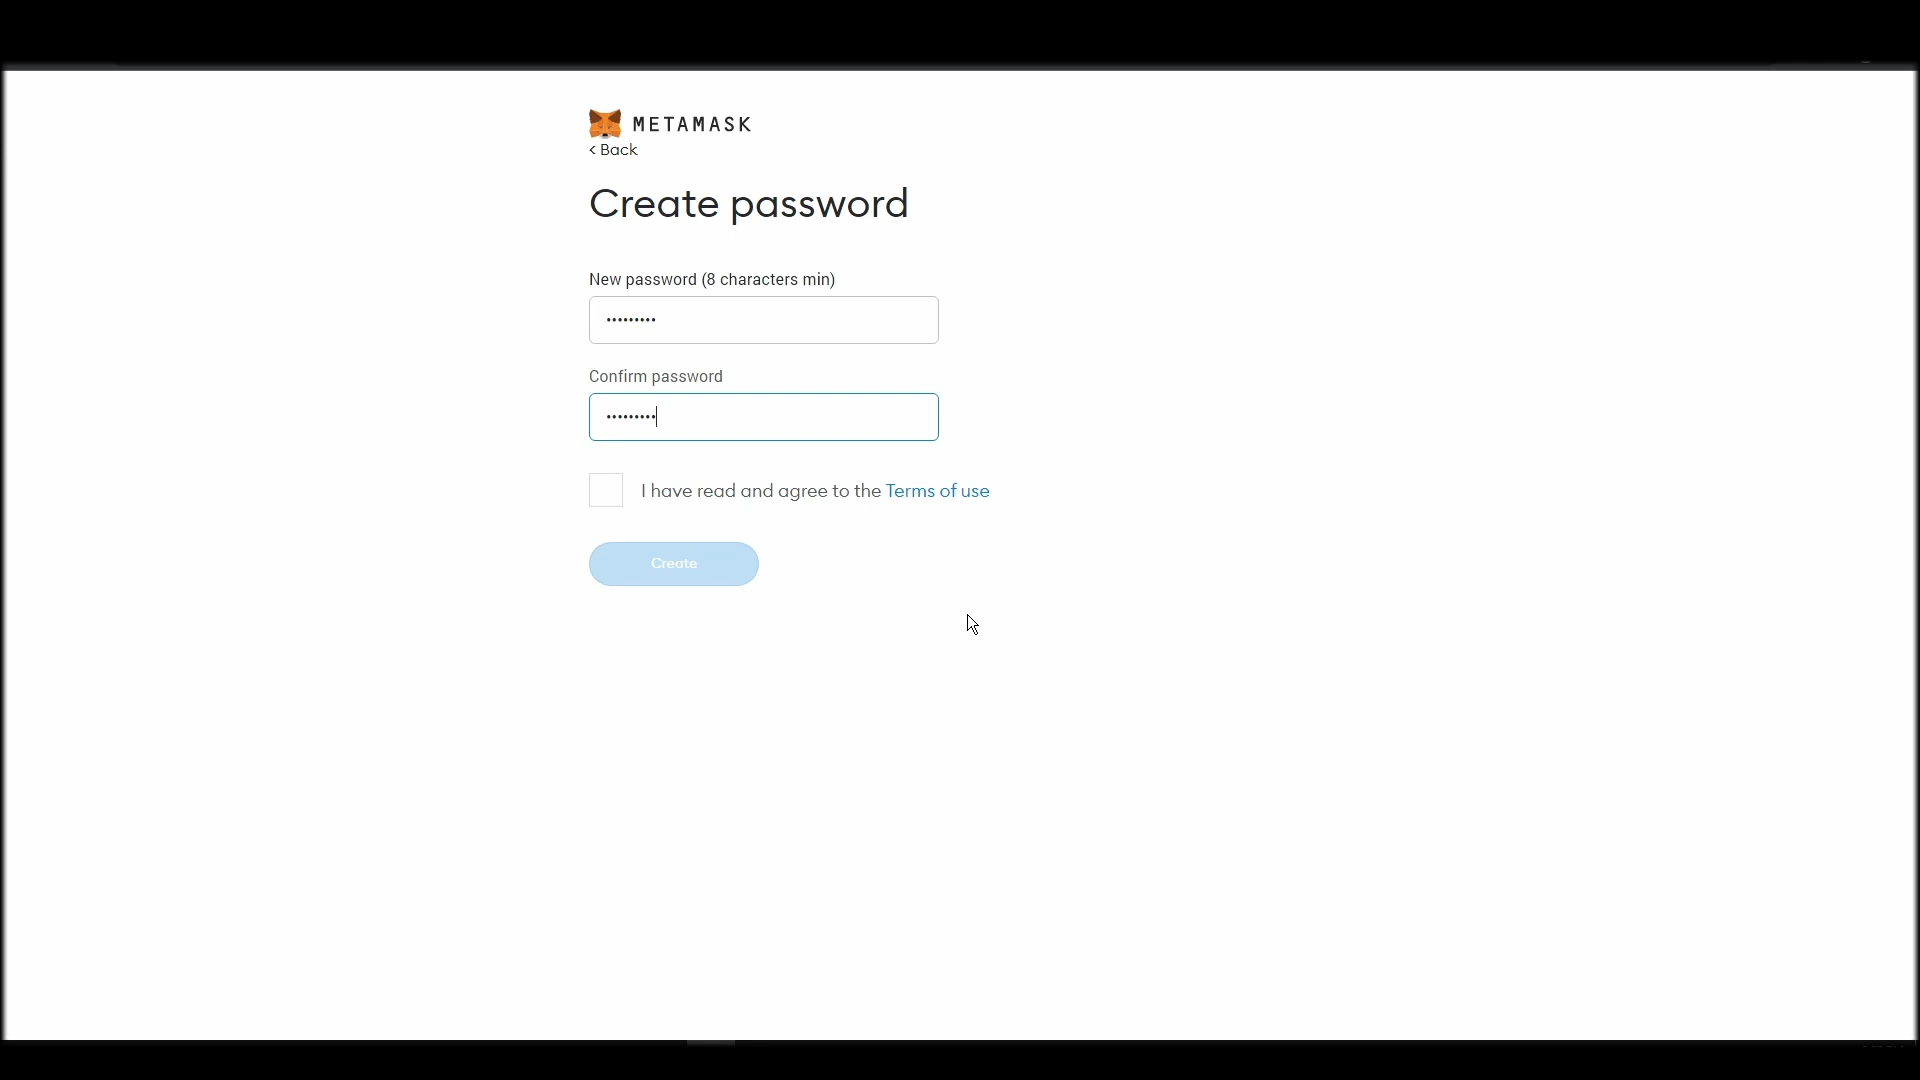 METAMASK
< Back
Create password
New password (8 characters min)
•••••••••
Confirm password
•••••••••
I have read and agree to the Terms of use
Create